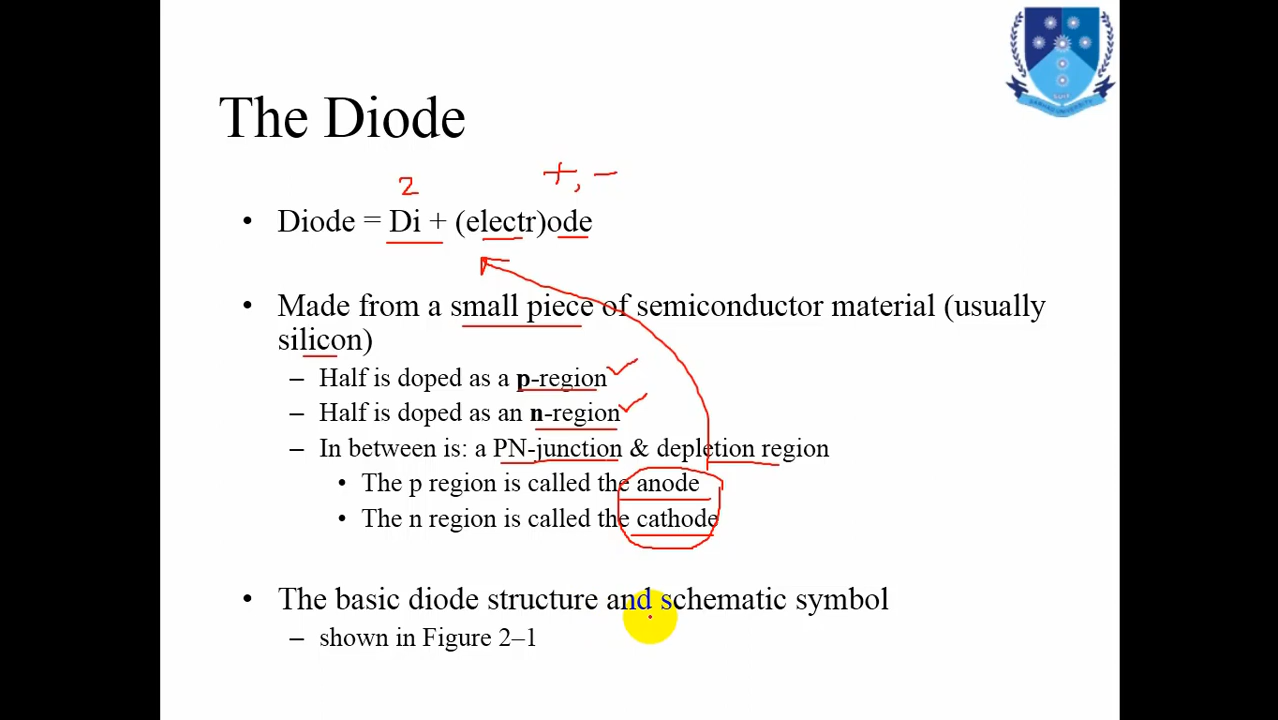 The Diode
+, -
2
• Diode = Di + (electr)ode
• Made from a small piece of semiconductor material (usually
silicon)
– Half is doped as a p-region
– Half is doped as an n-region
– In between is: a PN-junction & depletion region
• The p region is called the anode
• The n region is called the cathode
• The basic diode structure and schematic symbol
– shown in Figure 2–1